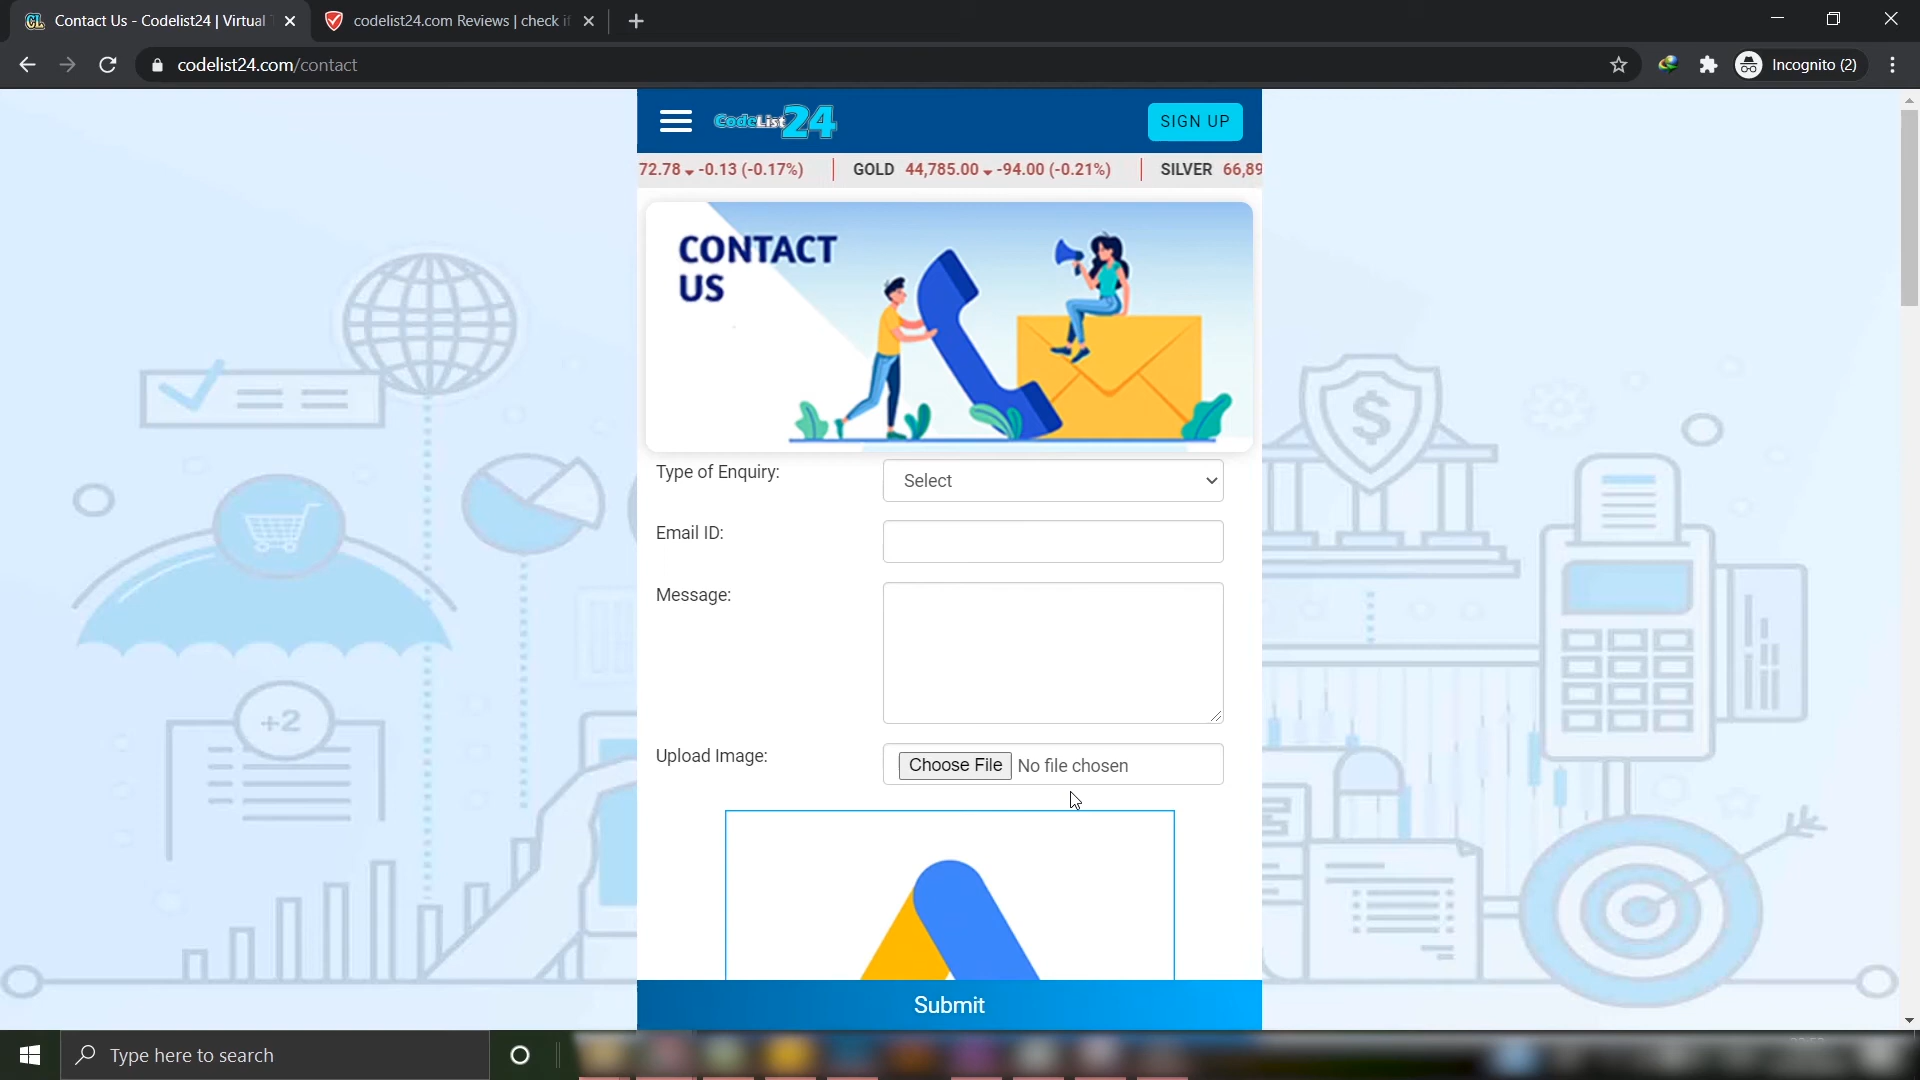 Contact Us - Codelist24 | Virtual
codelist24.com Reviews | check if
codelist24.com/contact
Incognito (2)
CodeList24
SIGN UP
72.78 -0.13 (-0.17%) GOLD 44,785.00 -94.00 (-0.21%) SILVER 66,89
CONTACT
US
Type of Enquiry:
Select
Email ID:
Message:
Upload Image:
Choose File No file chosen
+2
$
Submit
Type here to search